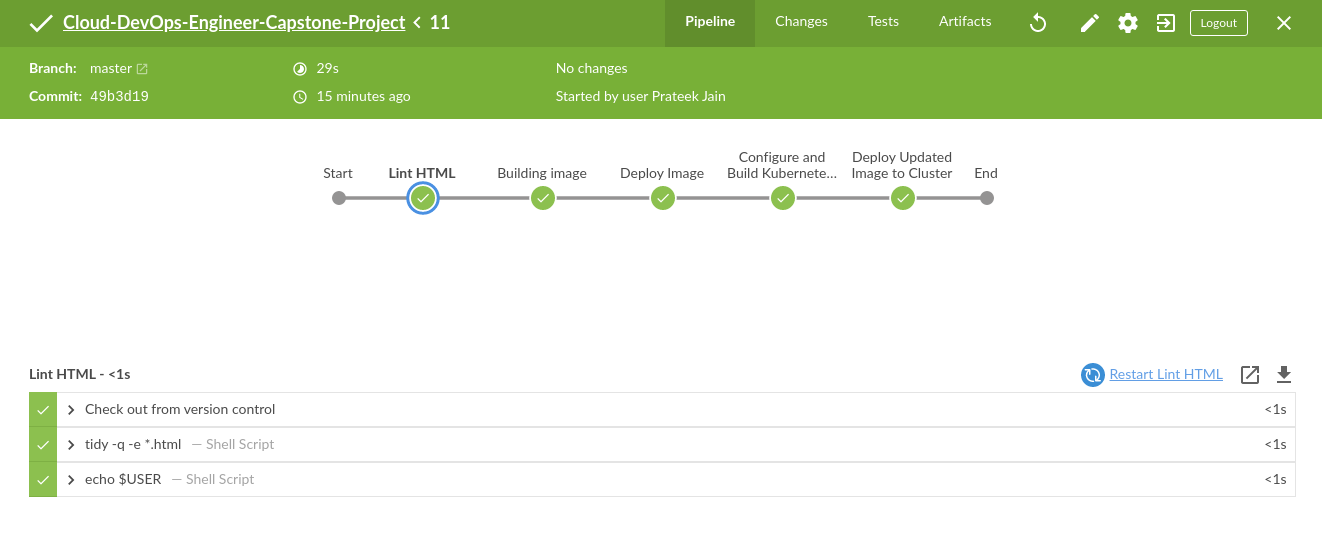 Cloud-DevOps-Engineer-Capstone-Project < 11
Pipeline Changes Tests Artifacts Logout
Branch: master 29s No changes
Commit: 49b3d19 15 minutes ago Started by user Prateek Jain
Configure and Deploy Updated
Start Lint HTML Building image Deploy Image Build Kubernete... Image to Cluster End
Lint HTML - <1s Restart Lint HTML
Check out from version control <1s
tidy -q -e *.html — Shell Script <1s
echo $USER — Shell Script <1s